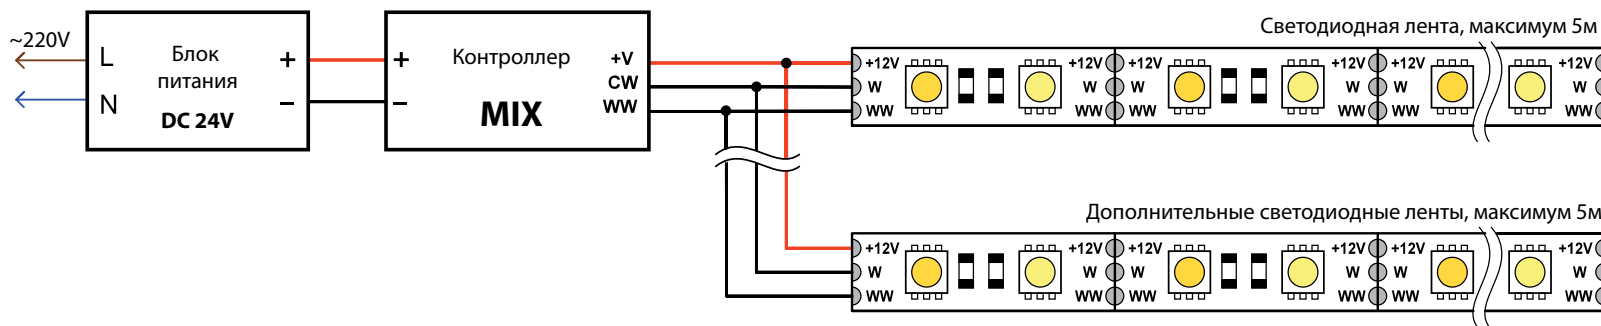 ~220V
L
N
Блок
питания
DC 24V
+
−
+
−
Контроллер
MIX
+V
CW
WW
Светодиодная лента, максимум 5м
+12V +12V +12V +12V +12V +12V
W W W W W W
WW WW WW WW WW WW
Дополнительные светодиодные ленты, максимум 5м
+12V +12V +12V +12V +12V +12V
W W W W W W
WW WW WW WW WW WW